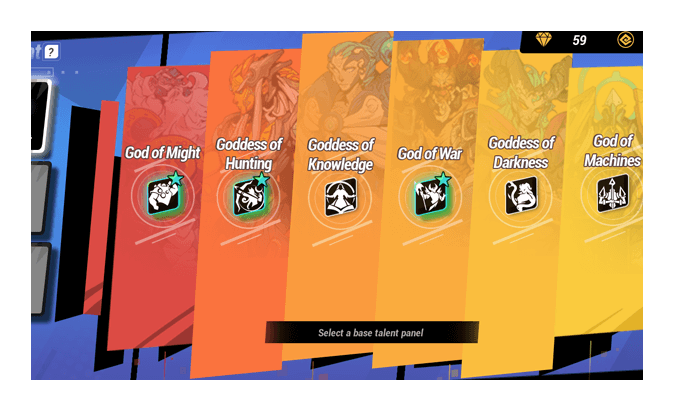 ?
59
God of Might
Goddess of
Hunting
Goddess of
Knowledge
God of War
Goddess of
Darkness
God of
Machines
Select a base talent panel